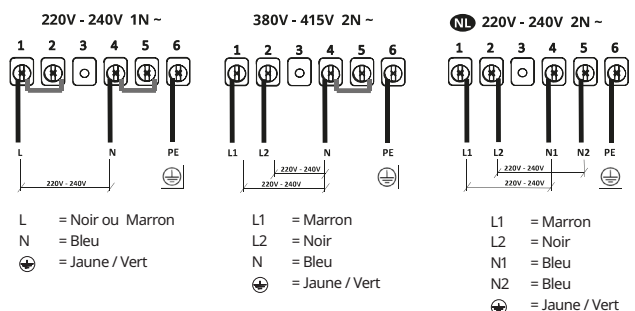 220V - 240V 1N ~
1 2 3 4 5 6
L N PE
220V - 240V
L = Noir ou Marron
N = Bleu
= Jaune / Vert
380V - 415V 2N ~
1 2 3 4 5 6
L1 L2 N PE
220V - 240V
220V - 240V
L1 = Marron
L2 = Noir
N = Bleu
= Jaune / Vert
NL 220V - 240V 2N ~
1 2 3 4 5 6
L1 L2 N1 N2 PE
220V - 240V
220V - 240V
L1 = Marron
L2 = Noir
N1 = Bleu
N2 = Bleu
= Jaune / Vert